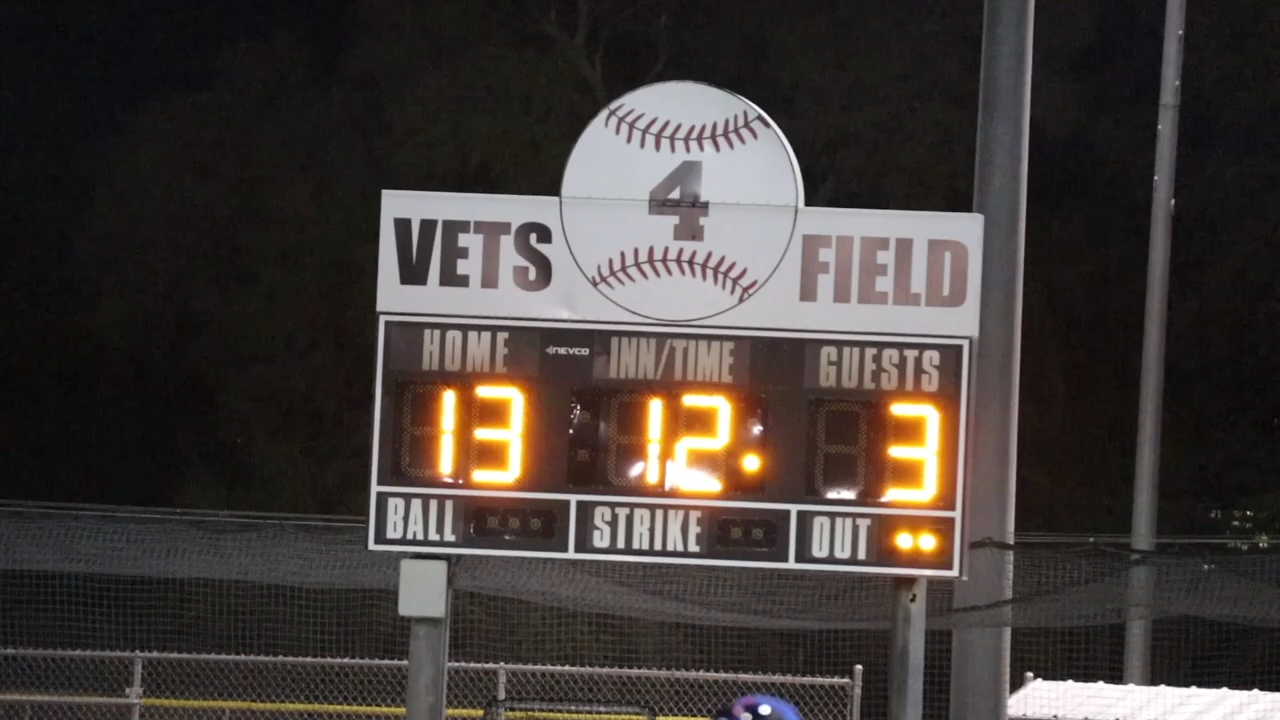 4
VETS FIELD
HOME NEVCO INN/TIME GUESTS
13 12. 3
BALL STRIKE OUT